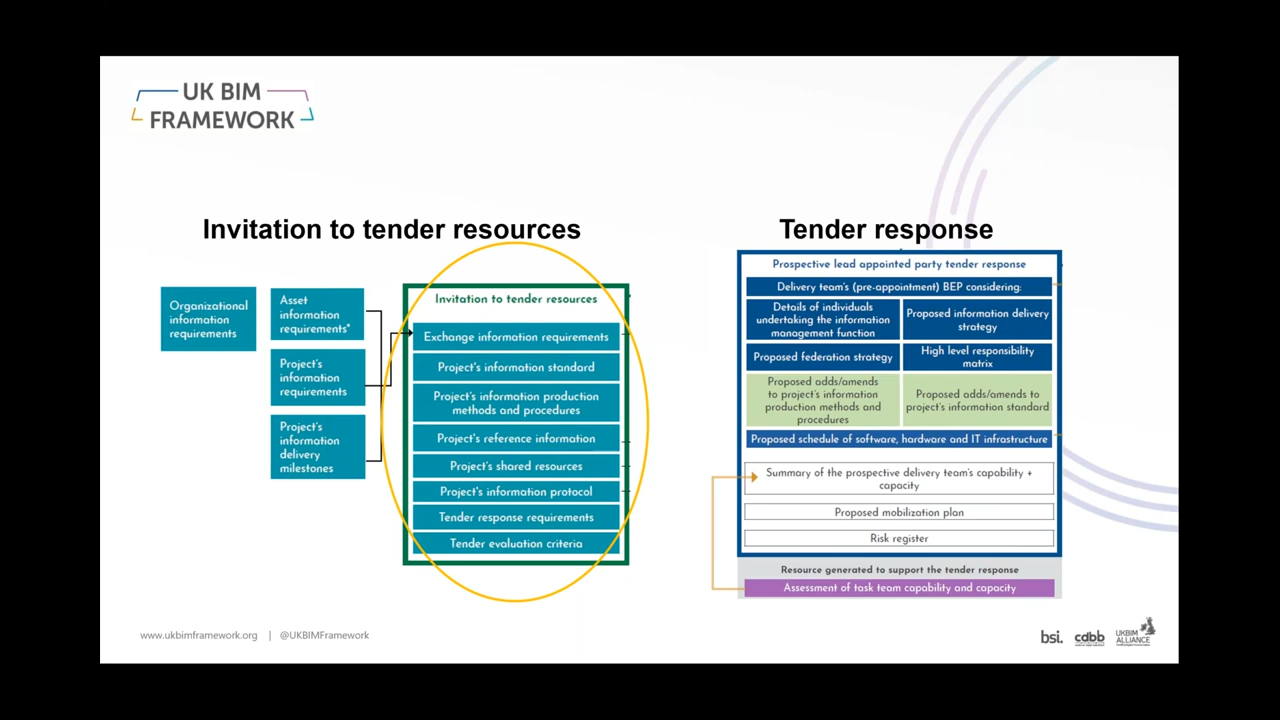 UK BIM
FRAMEWORK
Invitation to tender resources
Organizational
information
requirements
Asset
information
requirements*
Project's
information
requirements
Project's
information
delivery
milestones
Invitation to tender resources
Exchange information requirements
Project's information standard
Project's information production
methods and procedures
Project's reference information
Project's shared resources
Project's information protocol
Tender response requirements
Tender evaluation criteria
Tender response
Prospective lead appointed party tender response
Delivery team's (pre-appointment) BEP considering:
Details of individuals
undertaking the information
management function
Proposed information delivery
strategy
Proposed federation strategy
High level responsibility
matrix
Proposed adds/amends
to project's information
production methods and
procedures
Proposed adds/amends to
project's information standard
Proposed schedule of software, hardware and IT infrastructure
Summary of the prospective delivery team's capability +
capacity
Proposed mobilization plan
Risk register
Resource generated to support the tender response
Assessment of task team capability and capacity
www.ukbimframework.org | @UKBIMFramework
bsi.
cdbb
UKBIM
ALLIANCE